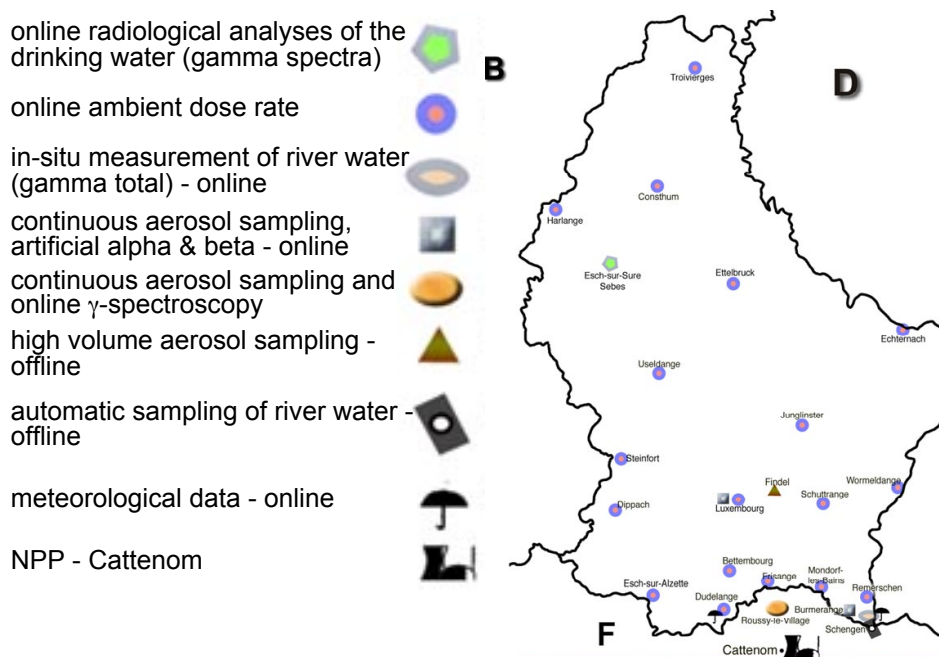 online radiological analyses of the
drinking water (gamma spectra)
online ambient dose rate
in-situ measurement of river water
(gamma total) - online
continuous aerosol sampling,
artificial alpha & beta - online
continuous aerosol sampling and
online γ-spectroscopy
high volume aerosol sampling -
offline
automatic sampling of river water -
offline
meteorological data - online
NPP - Cattenom
B
D
Troivierges
Consthum
Harlange
Esch-sur-Sure
Sebes
Ettelbruck
Echternach
Useldange
Junglinster
Steinfort
Findel
Wormeldange
Luxembourg
Schuttrange
Dippach
Bettembourg
Frisange
Mondorf-
les-Bains
Esch-sur-Alzette
Remerschen
Dudelange
Burmerange
Roussy-le-Village
Schengen
F
Cattenom